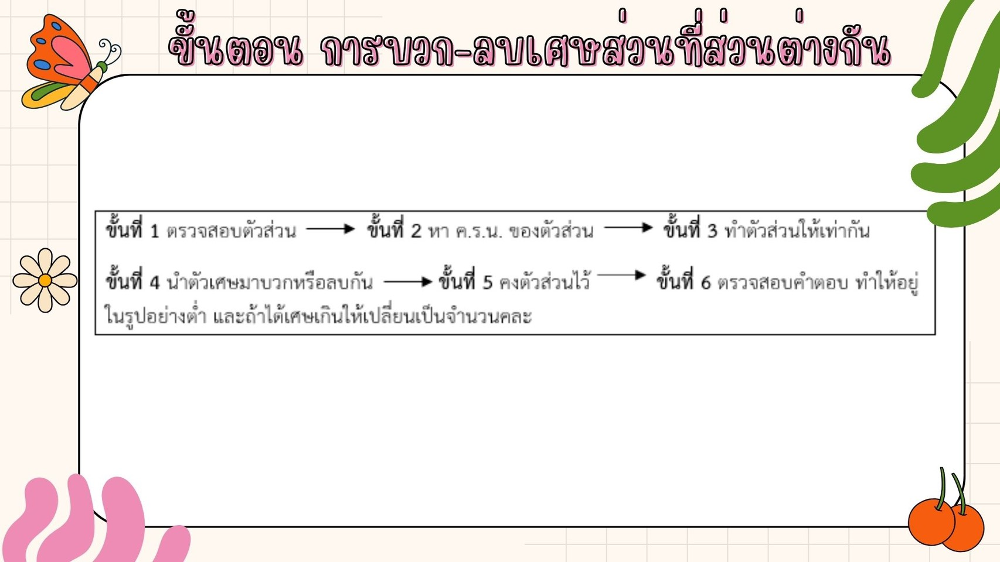 ขั้นตอน การบวก-ลบเศษส่วนที่ส่วนต่างกัน
ขั้นที่ 1 ตรวจสอบตัวส่วน ⟶ ขั้นที่ 2 หา ค.ร.น. ของตัวส่วน ⟶ ขั้นที่ 3 ทำตัวส่วนให้เท่ากัน
ขั้นที่ 4 นำตัวเศษมาบวกหรือลบกัน ⟶ ขั้นที่ 5 คงตัวส่วนไว้ ⟶ ขั้นที่ 6 ตรวจสอบคำตอบ ทำให้อยู่
ในรูปอย่างต่ำ และถ้าได้เศษเกินให้เปลี่ยนเป็นจำนวนคละ